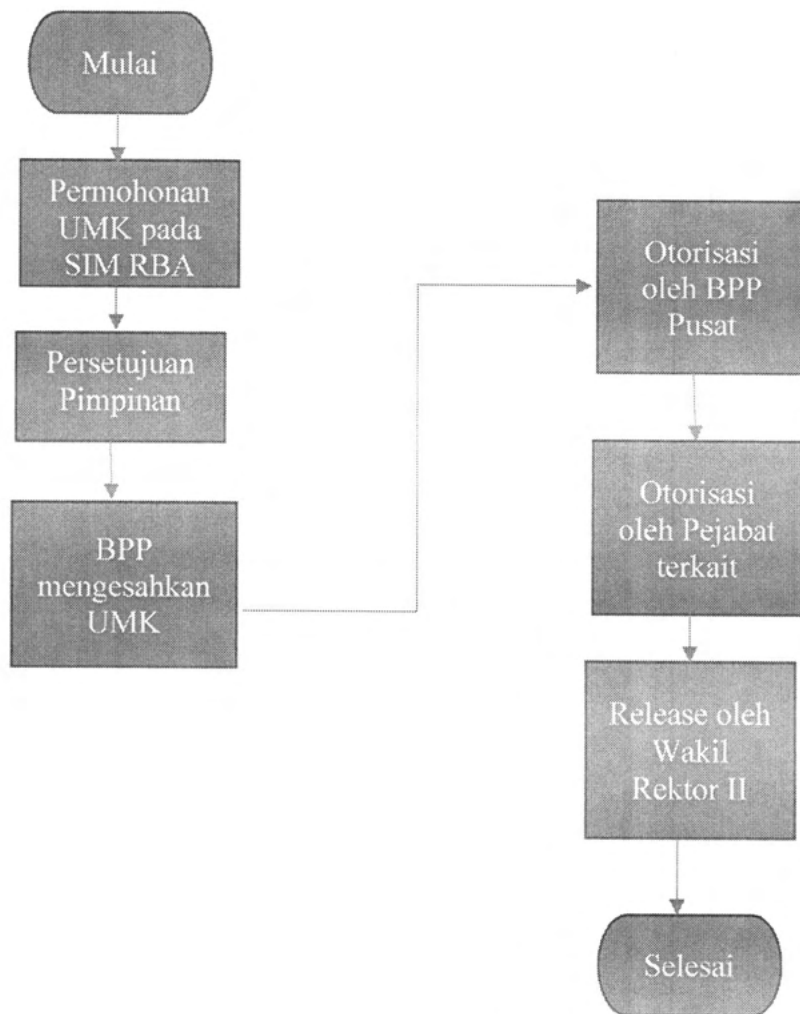 Mulai
Permohonan
UMK pada
SIM RBA
Persetujuan
Pimpinan
BPP
mengesahkan
UMK
Otorisasi
oleh BPP
Pusat
Otorisasi
oleh Pejabat
terkait
Release oleh
Wakil
Rektor II
Selesai